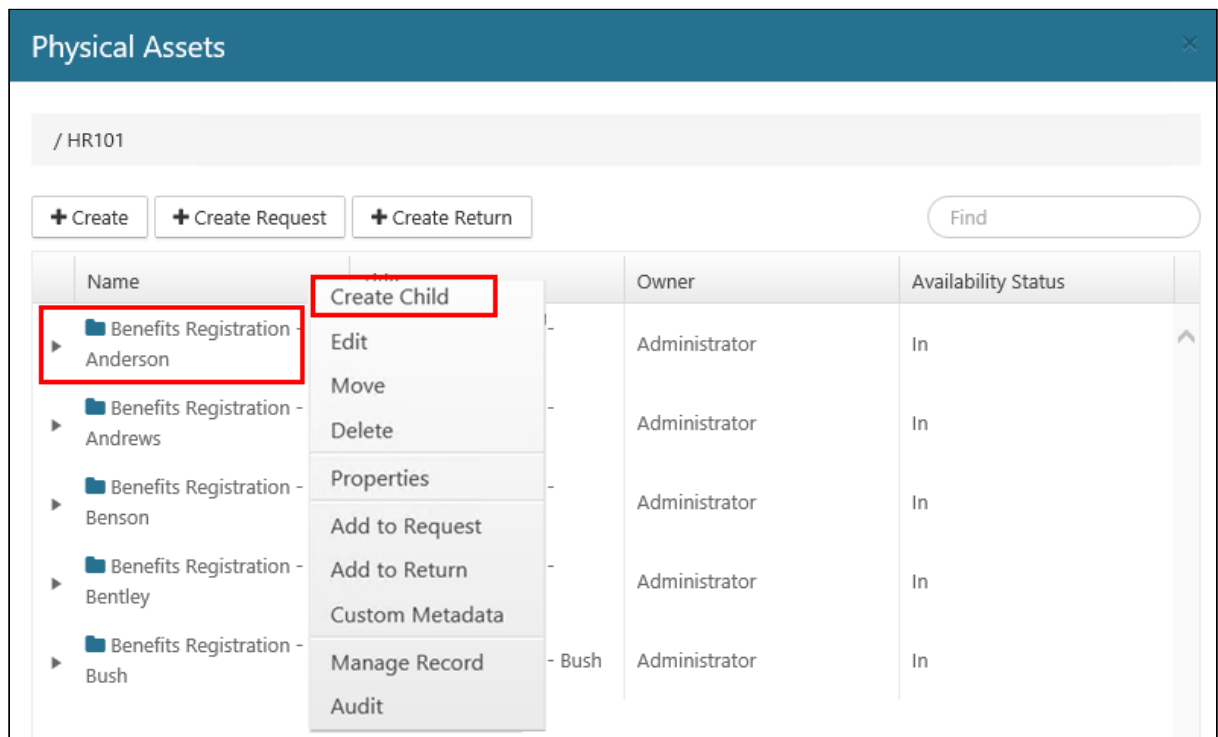 Physical Assets
/ HR101
Create
Create Request
Create Return
Find
Name
Owner
Availability Status
Benefits Registration -
Anderson
Administrator
In
Benefits Registration -
Andrews
-
Administrator
In
Benefits Registration -
Benson
-
Administrator
In
Benefits Registration -
Bentley
-
Administrator
In
Benefits Registration -
Bush
- Bush
Administrator
In
Create Child
Edit
Move
Delete
Properties
Add to Request
Add to Return
Custom Metadata
Manage Record
Audit